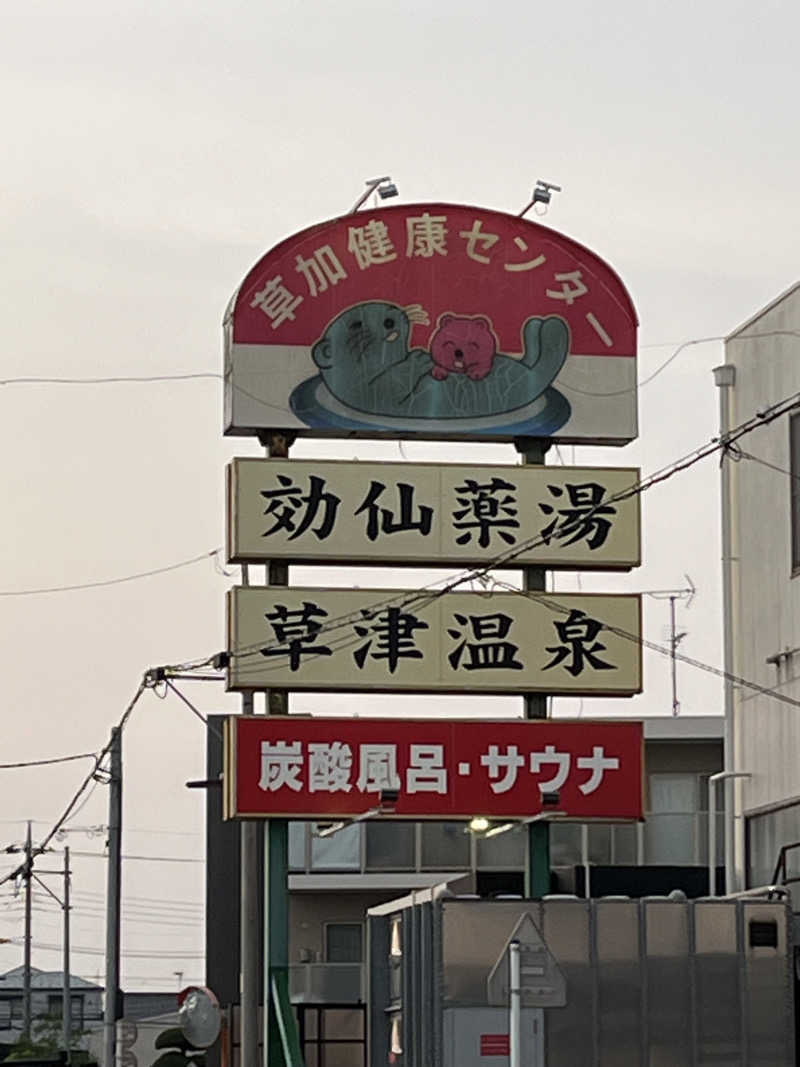 草加健康センター
効仙薬湯
草津温泉
炭酸風呂・サウナ